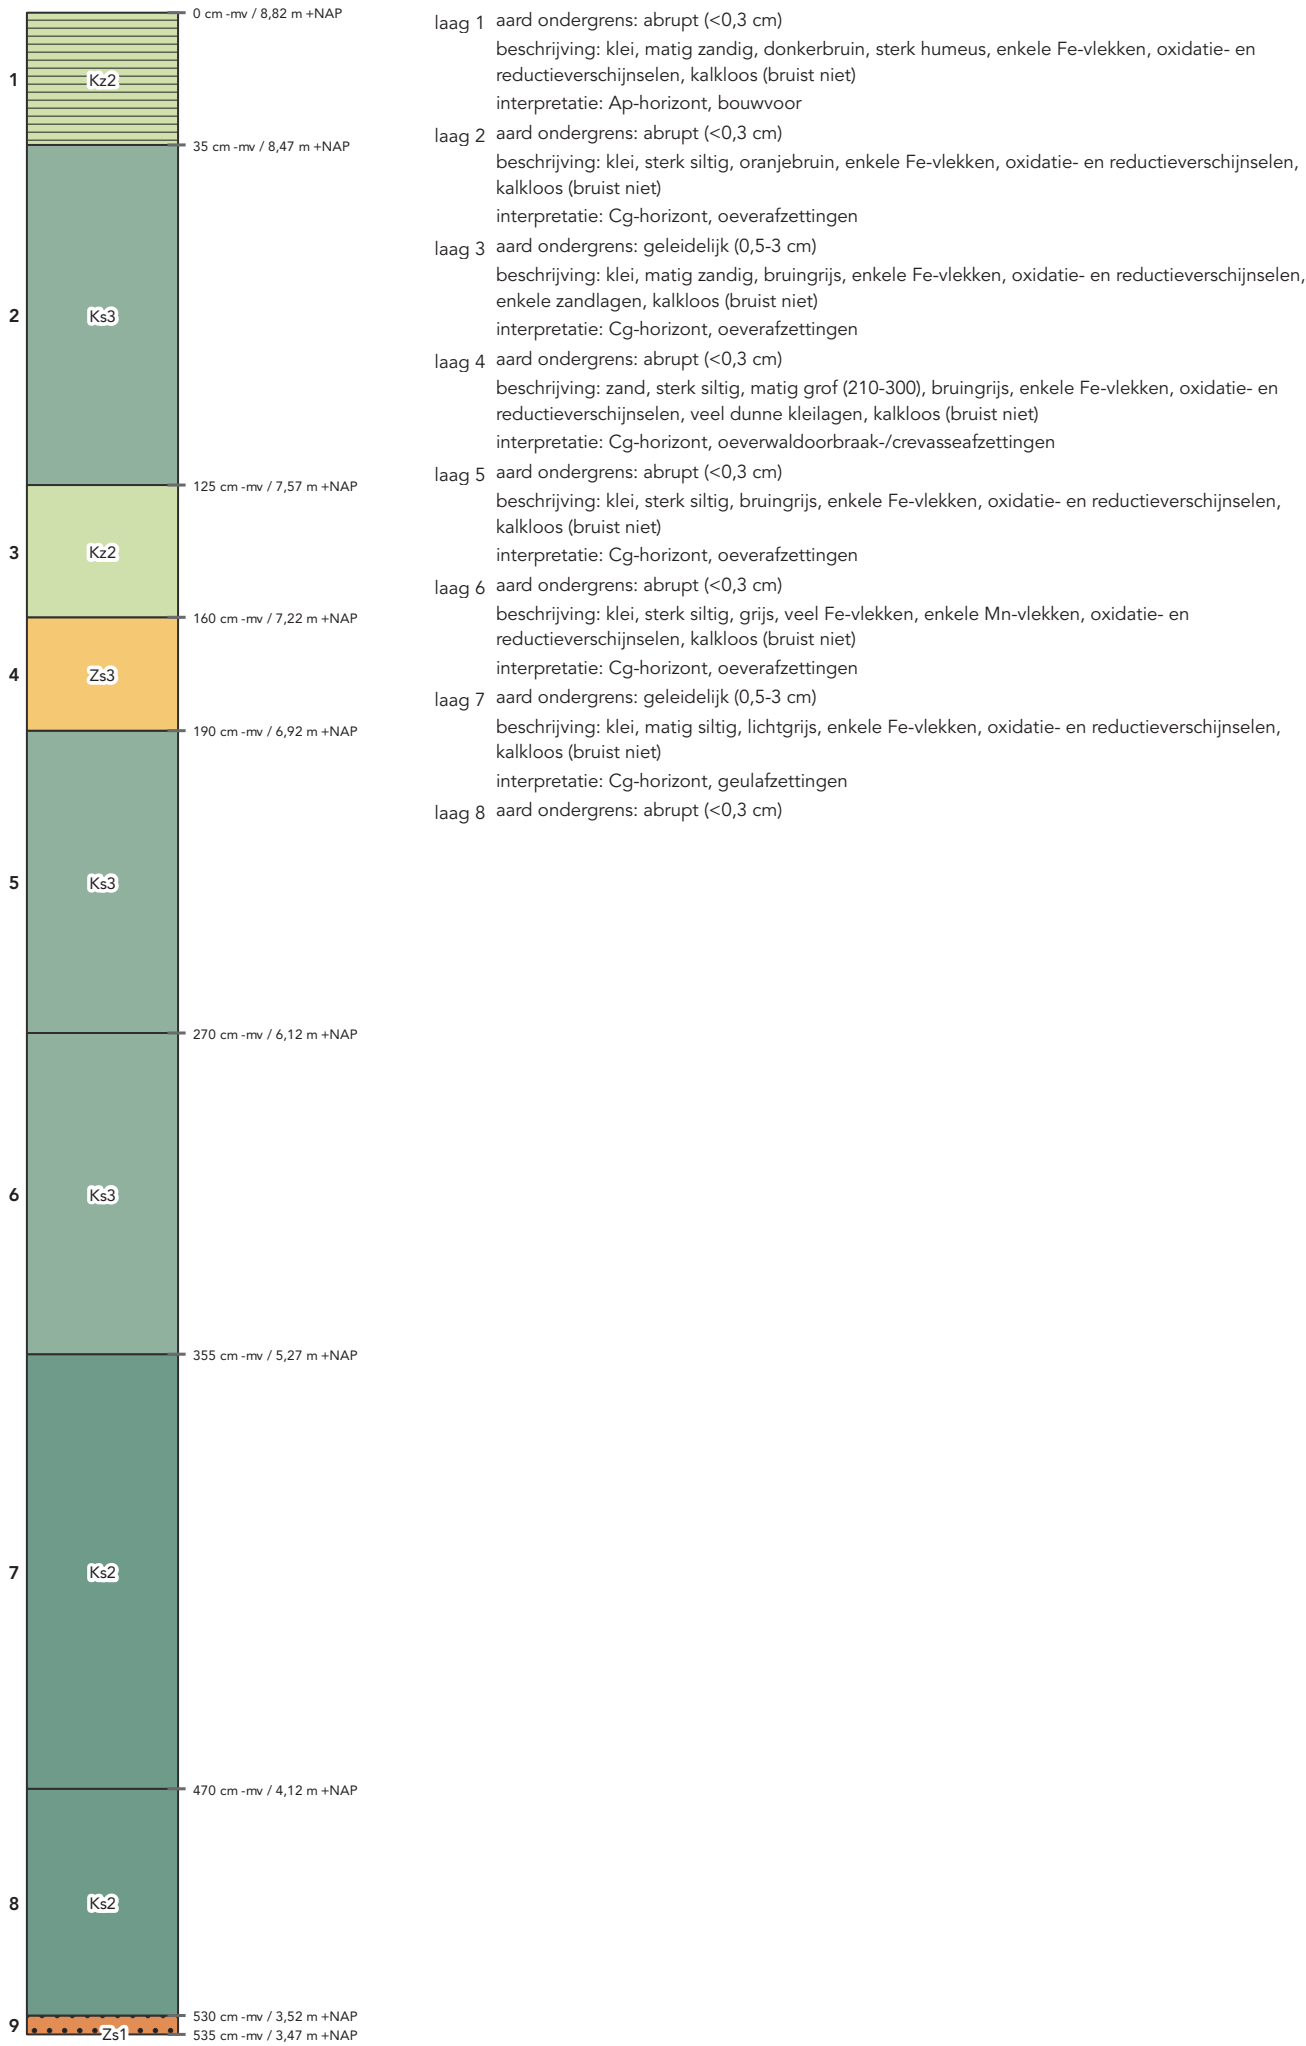 0 cm -mv / 8,82 m +NAP
1
Kz2
35 cm -mv / 8,47 m +NAP
2
Ks3
125 cm -mv / 7,57 m +NAP
3
Kz2
160 cm -mv / 7,22 m +NAP
4
Zs3
190 cm -mv / 6,92 m +NAP
5
Ks3
270 cm -mv / 6,12 m +NAP
6
Ks3
355 cm -mv / 5,27 m +NAP
7
Ks2
470 cm -mv / 4,12 m +NAP
8
Ks2
530 cm -mv / 3,52 m +NAP
9
Zs1
535 cm -mv / 3,47 m +NAP
laag 1 aard ondergrens: abrupt (<0,3 cm)
beschrijving: klei, matig zandig, donkerbruin, sterk humeus, enkele Fe-vlekken, oxidatie- en
reductieverschijnselen, kalkloos (bruist niet)
interpretatie: Ap-horizont, bouwvoor
laag 2 aard ondergrens: abrupt (<0,3 cm)
beschrijving: klei, sterk siltig, oranjebruin, enkele Fe-vlekken, oxidatie- en reductieverschijnselen,
kalkloos (bruist niet)
interpretatie: Cg-horizont, oeverafzettingen
laag 3 aard ondergrens: geleidelijk (0,5-3 cm)
beschrijving: klei, matig zandig, bruingrijs, enkele Fe-vlekken, oxidatie- en reductieverschijnselen,
enkele zandlagen, kalkloos (bruist niet)
interpretatie: Cg-horizont, oeverafzettingen
laag 4 aard ondergrens: abrupt (<0,3 cm)
beschrijving: zand, sterk siltig, matig grof (210-300), bruingrijs, enkele Fe-vlekken, oxidatie- en
reductieverschijnselen, veel dunne kleilagen, kalkloos (bruist niet)
interpretatie: Cg-horizont, oeverwaldoorbraak-/crevasseafzettingen
laag 5 aard ondergrens: abrupt (<0,3 cm)
beschrijving: klei, sterk siltig, bruingrijs, enkele Fe-vlekken, oxidatie- en reductieverschijnselen,
kalkloos (bruist niet)
interpretatie: Cg-horizont, oeverafzettingen
laag 6 aard ondergrens: abrupt (<0,3 cm)
beschrijving: klei, sterk siltig, grijs, veel Fe-vlekken, enkele Mn-vlekken, oxidatie- en
reductieverschijnselen, kalkloos (bruist niet)
interpretatie: Cg-horizont, oeverafzettingen
laag 7 aard ondergrens: geleidelijk (0,5-3 cm)
beschrijving: klei, matig siltig, lichtgrijs, enkele Fe-vlekken, oxidatie- en reductieverschijnselen,
kalkloos (bruist niet)
interpretatie: Cg-horizont, geulafzettingen
laag 8 aard ondergrens: abrupt (<0,3 cm)